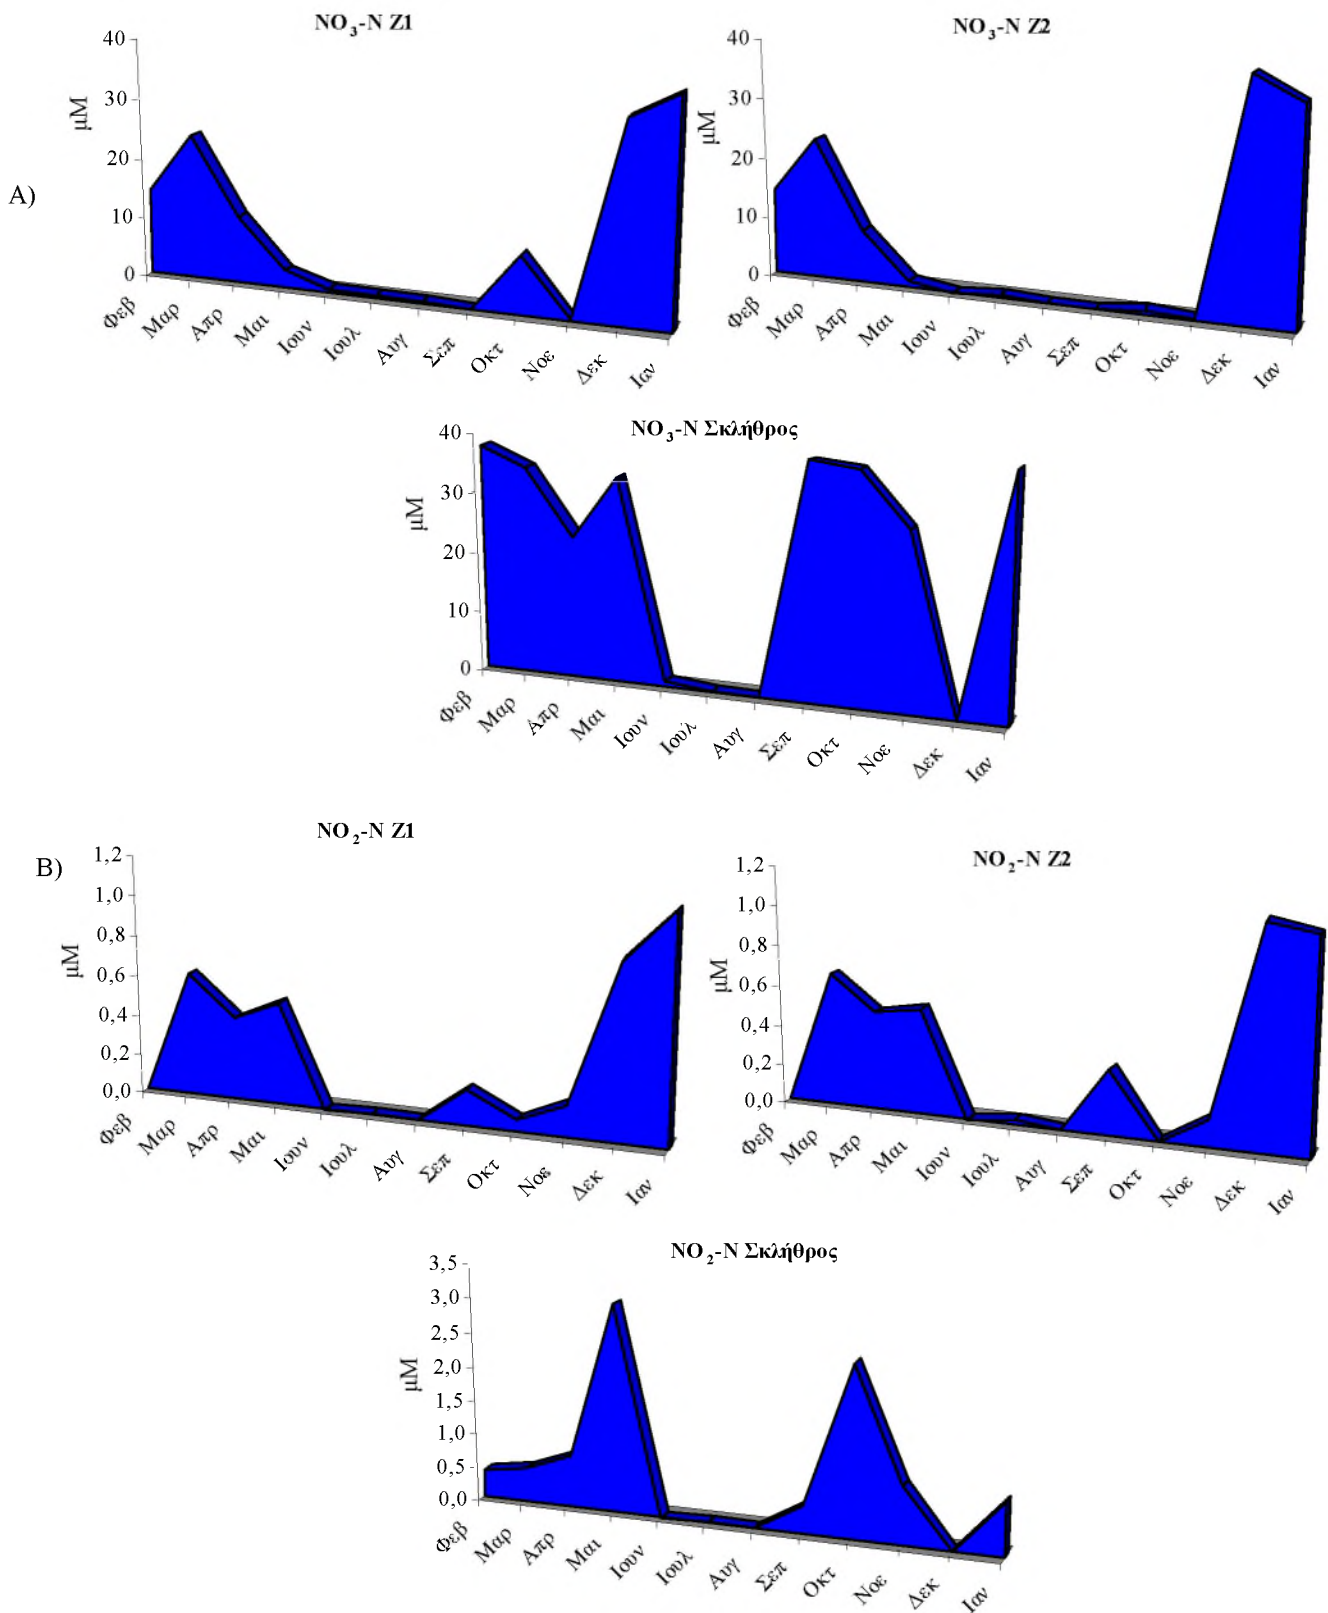 NO3-N Z1
40
30
20
10
0
μM
Φεβ
Μαρ
Απρ
Μαι
Ιουν
Ιουλ
Αυγ
Σεπ
Οκτ
Νοε
Δεκ
Ιαν
NO3-N Z2
40
30
20
10
0
μM
Φεβ
Μαρ
Απρ
Μαι
Ιουν
Ιουλ
Αυγ
Σεπ
Οκτ
Νοε
Δεκ
Ιαν
A)
NO3-N Σκλήθρος
40
30
20
10
0
μM
Φεβ
Μαρ
Απρ
Μαι
Ιουν
Ιουλ
Αυγ
Σεπ
Οκτ
Νοε
Δεκ
Ιαν
B)
NO2-N Z1
1,2
1,0
0,8
0,6
0,4
0,2
0,0
μM
Φεβ
Μαρ
Απρ
Μαι
Ιουν
Ιουλ
Αυγ
Σεπ
Οκτ
Νοε
Δεκ
Ιαν
NO2-N Z2
1,2
1,0
0,8
0,6
0,4
0,2
0,0
μM
Φεβ
Μαρ
Απρ
Μαι
Ιουν
Ιουλ
Αυγ
Σεπ
Οκτ
Νοε
Δεκ
Ιαν
NO2-N Σκλήθρος
3,5
3,0
2,5
2,0
1,5
1,0
0,5
0,0
μM
Φεβ
Μαρ
Απρ
Μαι
Ιουν
Ιουλ
Αυγ
Σεπ
Οκτ
Νοε
Δεκ
Ιαν